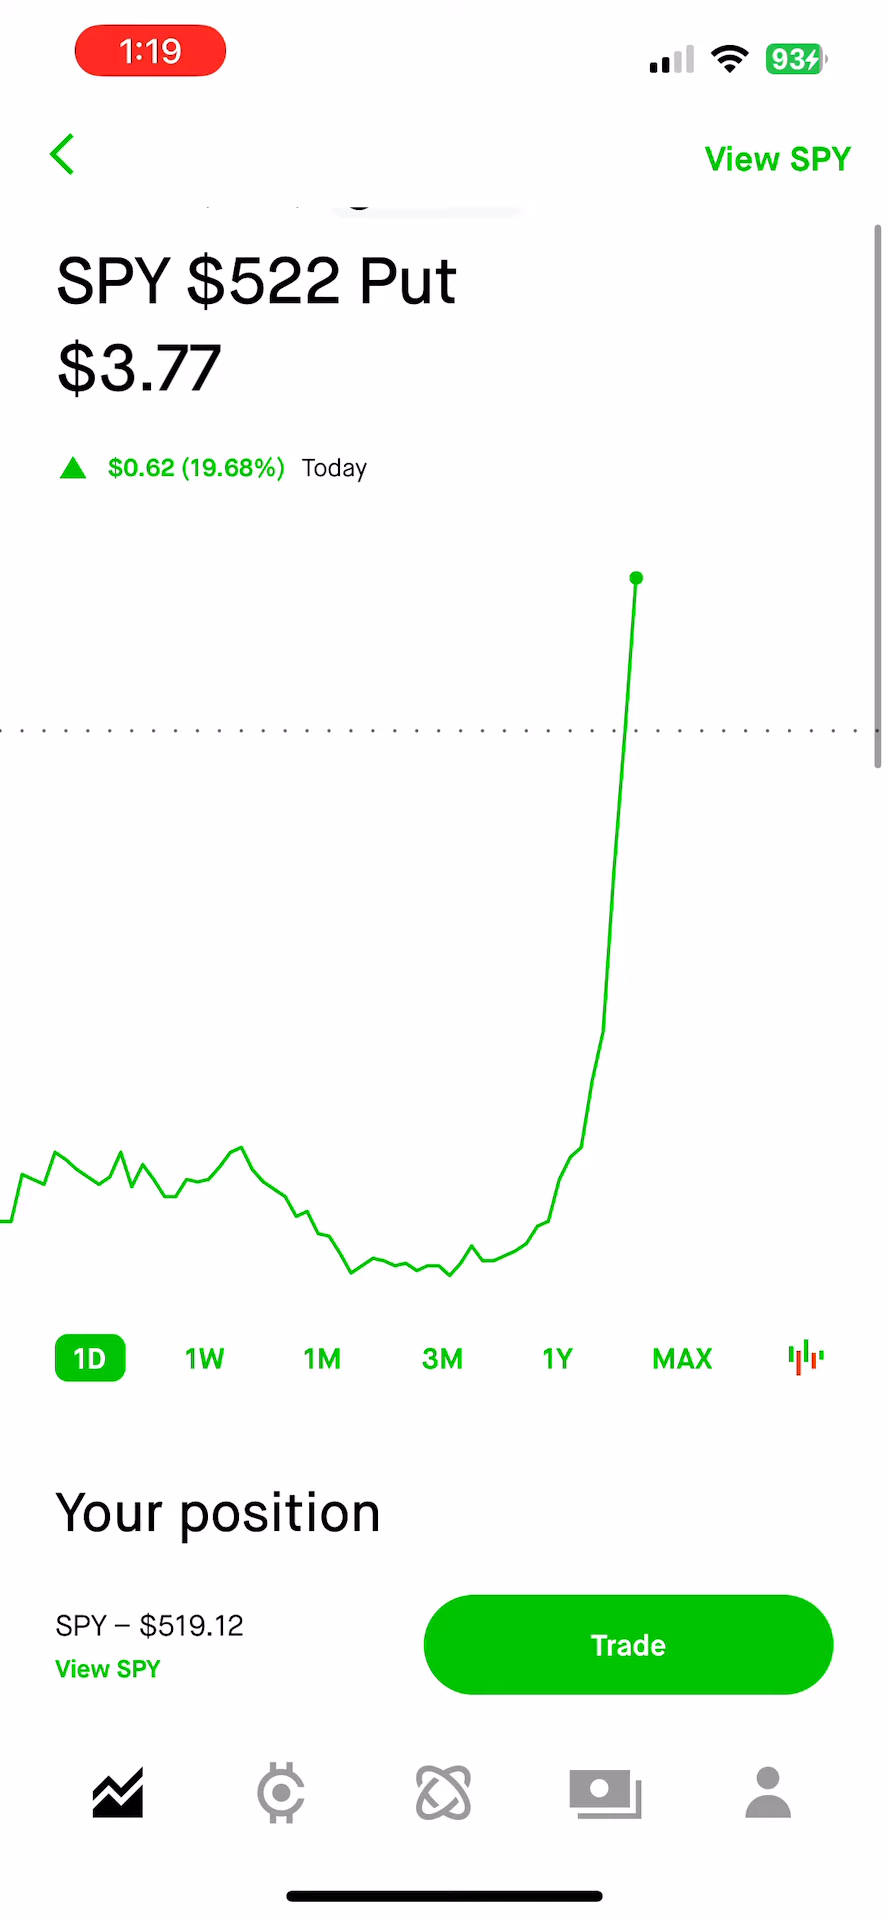 1:19
93
View SPY
SPY $522 Put
$3.77
$0.62 (19.68%) Today
1D 1W 1M 3M 1Y MAX
Your position
SPY – $519.12
View SPY
Trade